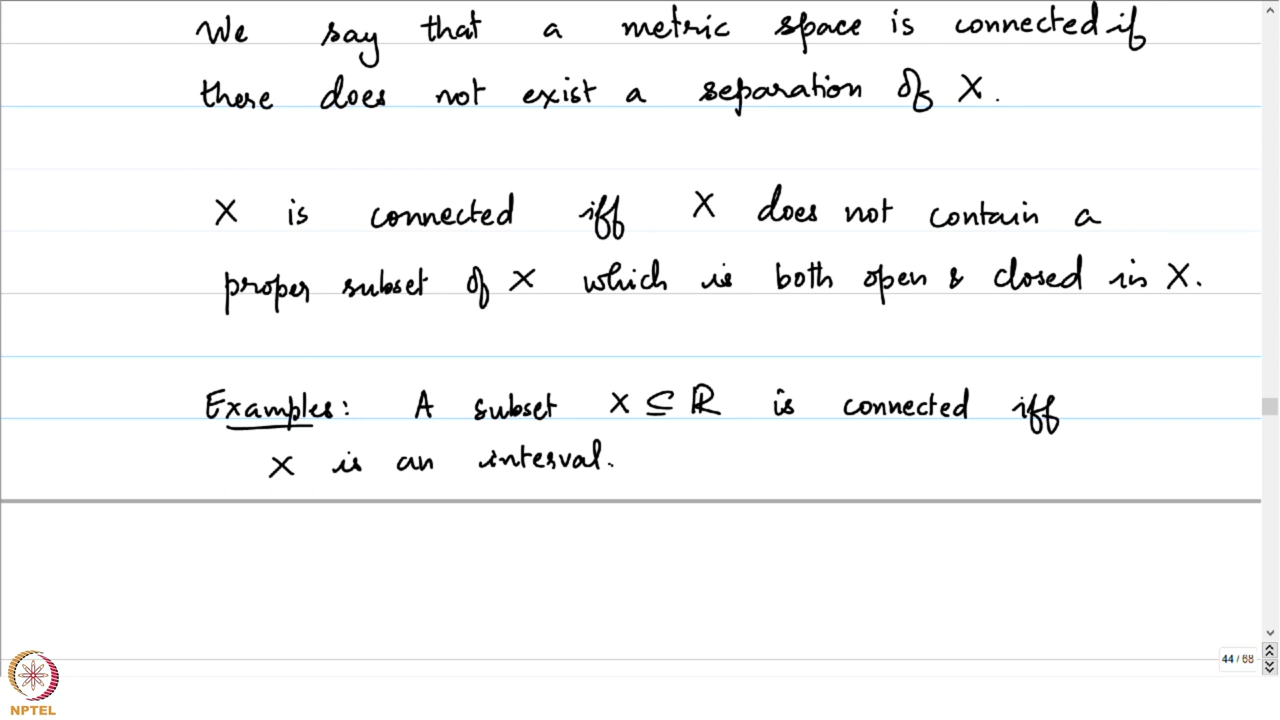 We say that a metric space is connected if
there does not exist a separation of X.
X is connected iff X does not contain a
proper subset of X which is both open & closed in X.
Examples: A subset X ⊆ ℝ is connected iff
X is an interval.
44 / 68
NPTEL